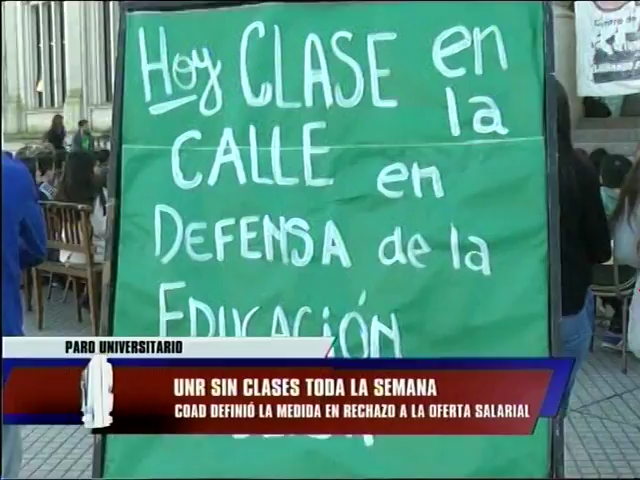 Hoy CLASE en
la
CALLE en
DEFENSA de la
EDUCACIÓN
PARO UNIVERSITARIO
UNR SIN CLASES TODA LA SEMANA
COAD DEFINIÓ LA MEDIDA EN RECHAZO A LA OFERTA SALARIAL